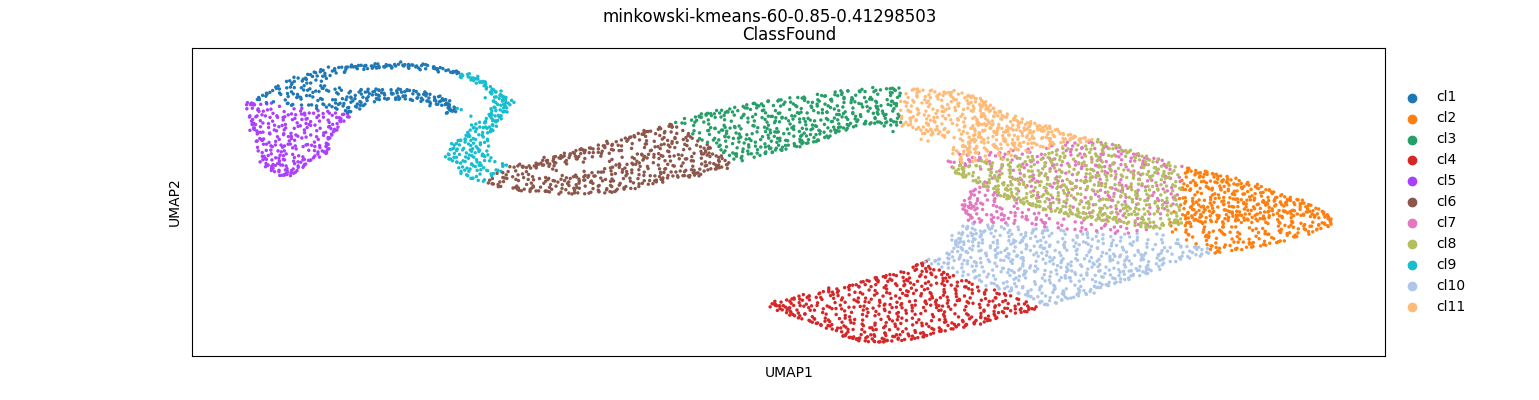 minkowski-kmeans-60-0.85-0.41298503
ClassFound
UMAP2
UMAP1
cl1
cl2
cl3
cl4
cl5
cl6
cl7
cl8
cl9
cl10
cl11